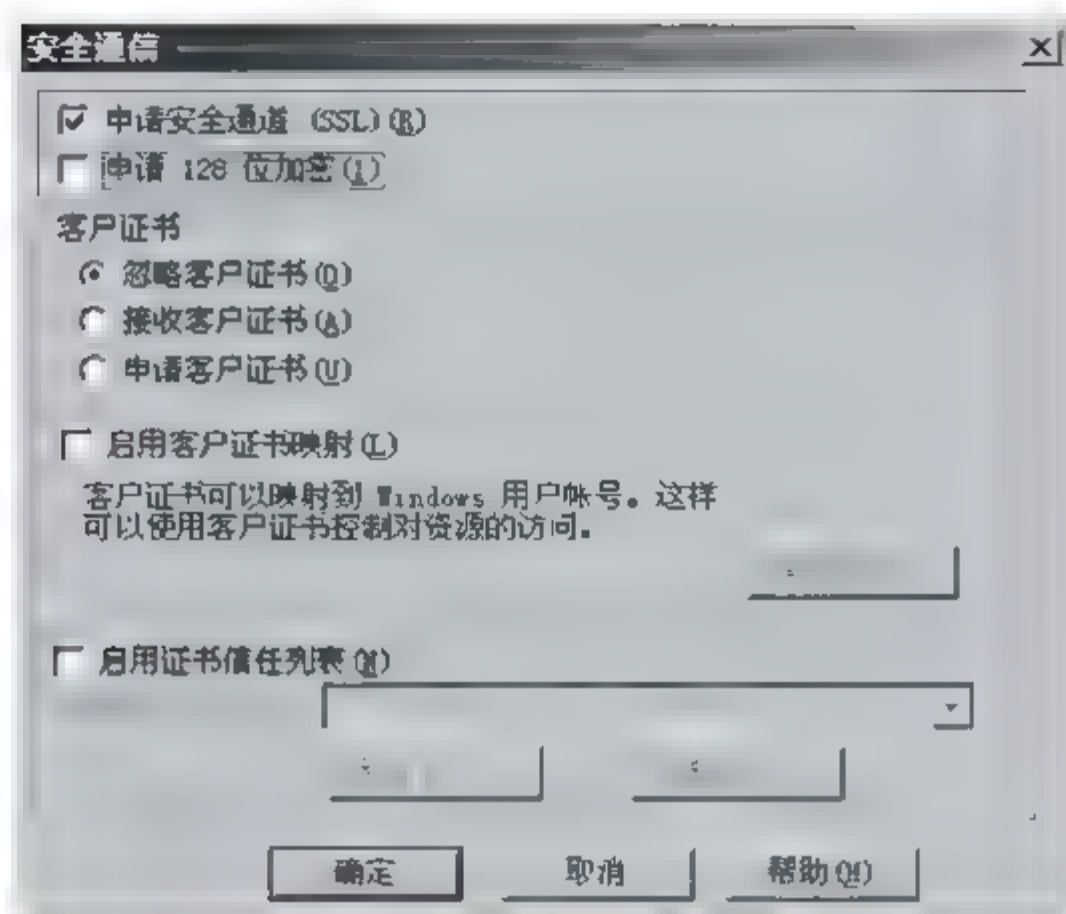 安全通信
申请安全通道 (SSL)(R)
申请 128 位加密(1)
客户证书
忽略客户证书(Q)
接收客户证书(A)
申请客户证书(U)
启用客户证书映射(L)
客户证书可以映射到 Windows 用户帐号。这样
可以使用客户证书控制对资源的访问。
启用证书信任列表(N)
确定 取消 帮助(H)